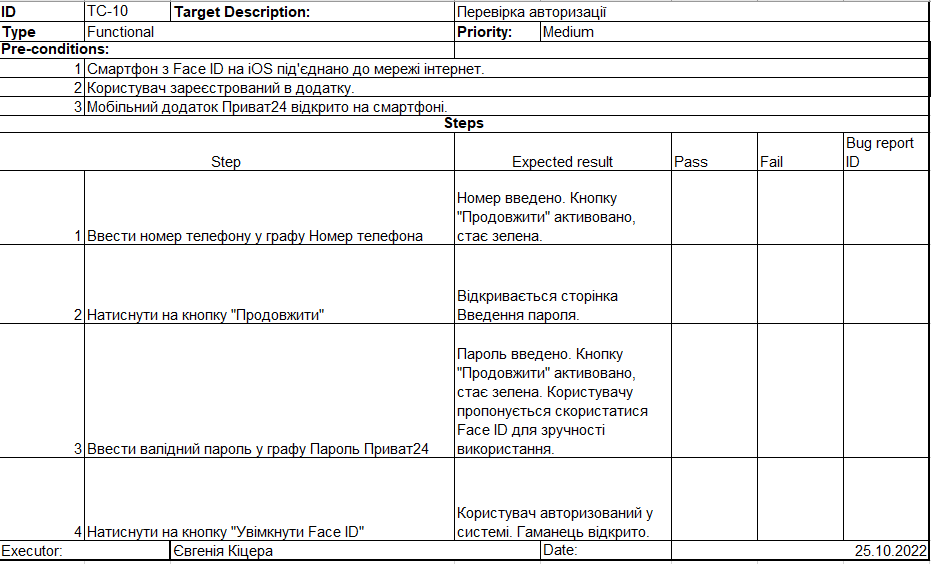 ID TC-10 Target Description: Перевірка авторизації
Type Functional Priority: Medium
Pre-conditions:
1 Смартфон з Face ID на iOS під'єднано до мережі інтернет.
2 Користувач зареєстрований в додатку.
3 Мобільний додаток Приват24 відкрито на смартфоні.
Steps
Step Expected result Pass Fail Bug report
ID
1 Ввести номер телефону у графу Номер телефона
Номер введено. Кнопку
"Продовжити" активовано,
стає зелена.
2 Натиснути на кнопку "Продовжити"
Відкривається сторінка
Введення пароля.
3 Ввести валідний пароль у графу Пароль Приват24
Пароль введено. Кнопку
"Продовжити" активовано,
стає зелена. Користувачу
пропонується скористатися
Face ID для зручності
використання.
4 Натиснути на кнопку "Увімкнути Face ID"
Користувач авторизований у
системі. Гаманець відкрито.
Executor: Євгенія Кіцера Date: 25.10.2022